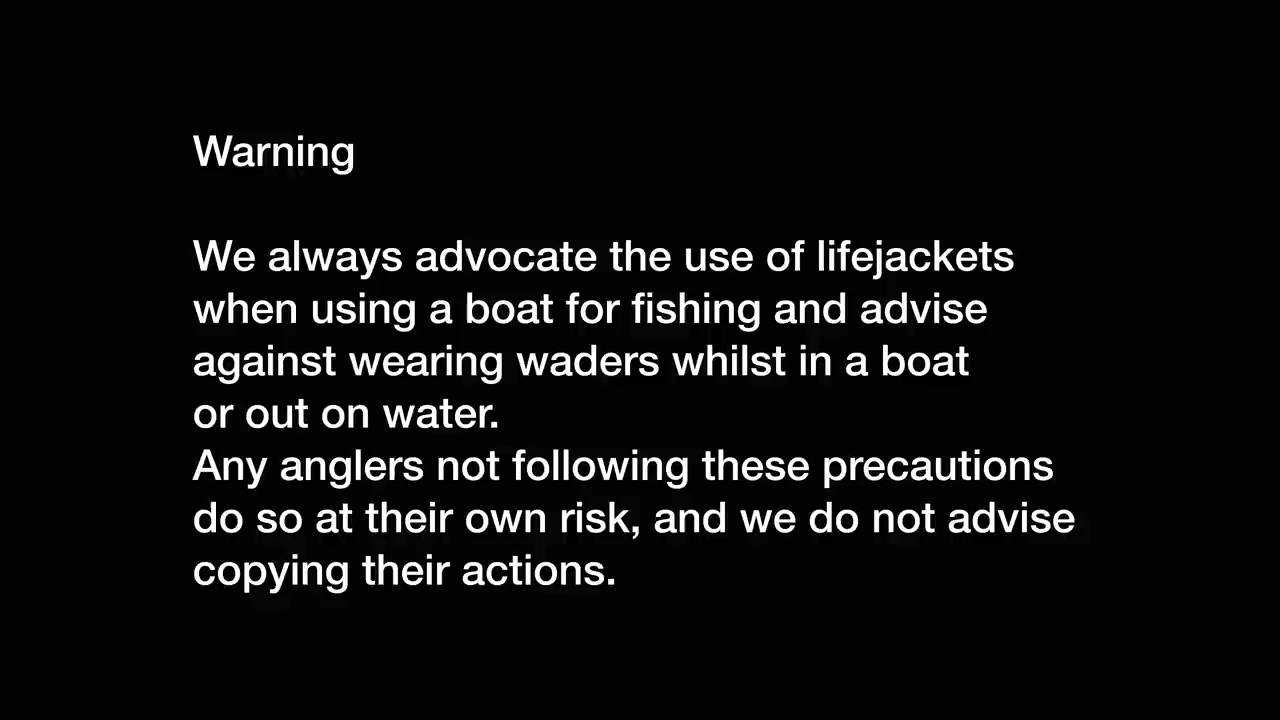 Warning
We always advocate the use of lifejackets
when using a boat for fishing and advise
against wearing waders whilst in a boat
or out on water.
Any anglers not following these precautions
do so at their own risk, and we do not advise
copying their actions.